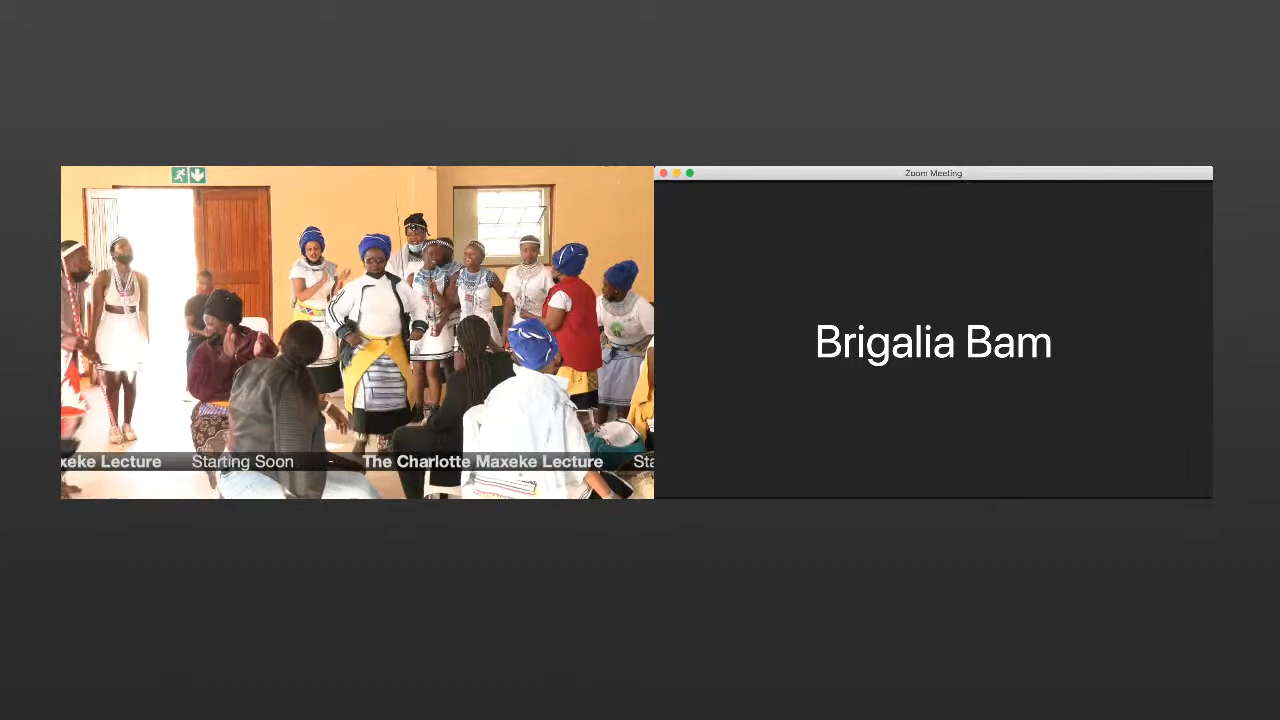 Zoom Meeting
Brigalia Bam
xeke Lecture Starting Soon - The Charlotte Maxeke Lecture Sta